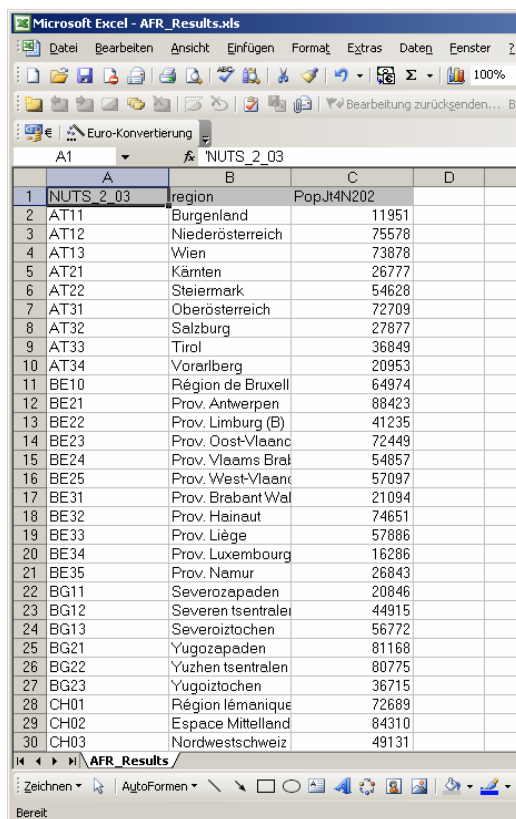 Microsoft Excel - AFR_Results.xls
Datei Bearbeiten Ansicht Einfügen Format Extras Daten Fenster ?
100%
Bearbeitung zurücksenden... B
€ Euro-Konvertierung
A1 fx 'NUTS_2_03
A B C D
1 NUTS_2_03 region PopJt4N202
2 AT11 Burgenland 11951
3 AT12 Niederösterreich 75578
4 AT13 Wien 73878
5 AT21 Kärnten 26777
6 AT22 Steiermark 54628
7 AT31 Oberösterreich 72709
8 AT32 Salzburg 27877
9 AT33 Tirol 36849
10 AT34 Vorarlberg 20953
11 BE10 Région de Bruxell 64974
12 BE21 Prov. Antwerpen 88423
13 BE22 Prov. Limburg (B) 41235
14 BE23 Prov. Oost-Vlaanc 72449
15 BE24 Prov. Vlaams Bral 54857
16 BE25 Prov. West-Vlaand 57097
17 BE31 Prov. Brabant Wal 21094
18 BE32 Prov. Hainaut 74651
19 BE33 Prov. Liège 57886
20 BE34 Prov. Luxembourg 16286
21 BE35 Prov. Namur 26843
22 BG11 Severozapaden 20846
23 BG12 Severen tsentraler 44915
24 BG13 Severoiztochen 56772
25 BG21 Yugozapaden 81168
26 BG22 Yuzhen tsentralen 80775
27 BG23 Yugoiztochen 36715
28 CH01 Région lémanique 72689
29 CH02 Espace Mittelland 84310
30 CH03 Nordwestschweiz 49131
AFR_Results
Zeichnen AutoFormen
Bereit